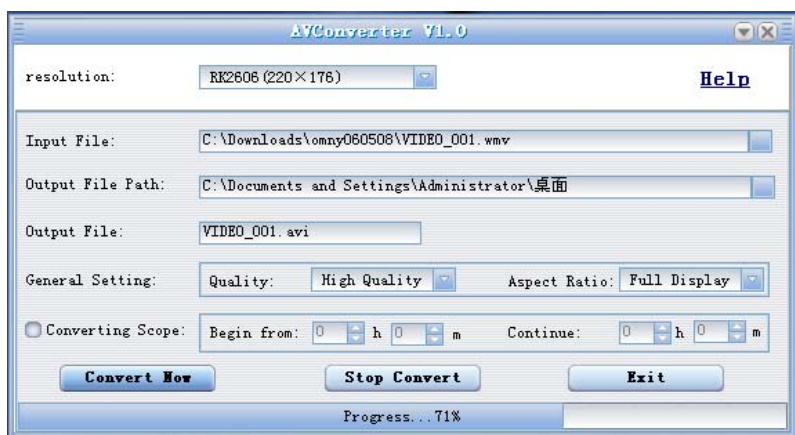 AVConverter V1.0
resolution: RK2606(220×176) Help
Input File: C:\Downloads\omny060508\VIDEO_001.wmv
Output File Path: C:\Documents and Settings\Administrator\桌面
Output File: VIDEO_001.avi
General Setting: Quality: High Quality Aspect Ratio: Full Display
Converting Scope: Begin from: 0 h 0 m Continue: 0 h 0 m
Convert Now Stop Convert Exit
Progress...71%